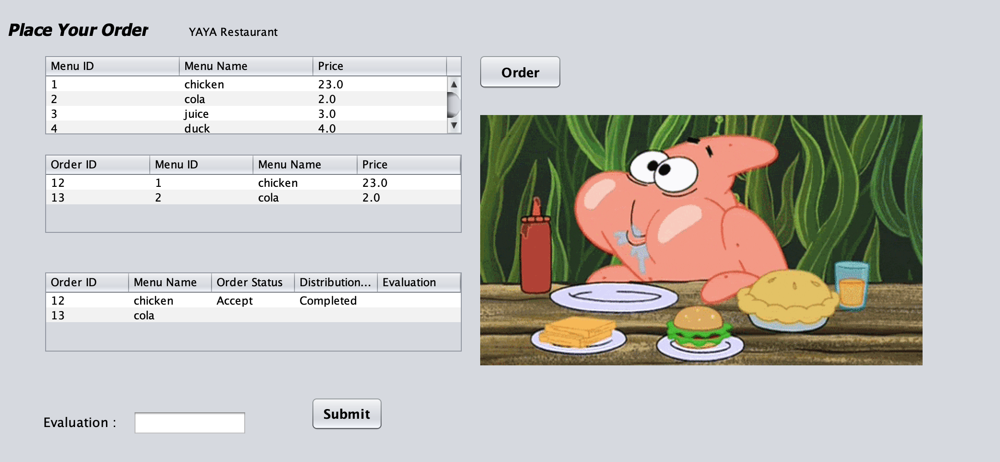 Place Your Order YAYA Restaurant
Menu ID Menu Name Price
1 chicken 23.0
2 cola 2.0
3 juice 3.0
4 duck 4.0
Order
Order ID Menu ID Menu Name Price
12 1 chicken 23.0
13 2 cola 2.0
Order ID Menu Name Order Status Distribution... Evaluation
12 chicken Accept Completed
13 cola
Evaluation :
Submit